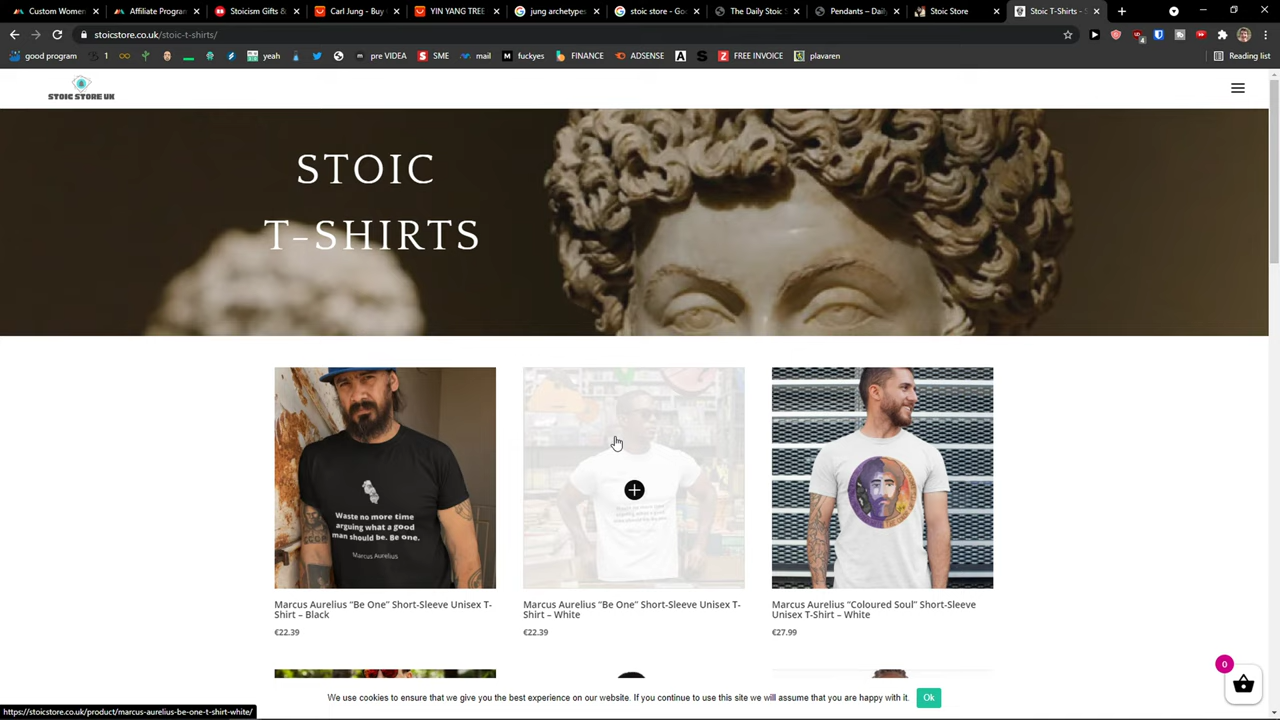 Custom Women
Affiliate Program
Stoicism Gifts &
Carl Jung - Buy
YIN YANG TREE
jung archetypes
stoic store - Goo
The Daily Stoic
Pendants – Daily
Stoic Store
Stoic T-Shirts - S
stoicstore.co.uk/stoic-t-shirts/
good program
1
yeah
pre VIDEA
SME
mail
fuckyes
FINANCE
ADSENSE
FREE INVOICE
plavaren
Reading list
STOIC STORE UK
STOIC
T-SHIRTS
Waste no more time
arguing what a good
man should be. Be one.
Marcus Aurelius
Marcus Aurelius “Be One” Short-Sleeve Unisex T-
Shirt – Black
€22.39
Marcus Aurelius “Be One” Short-Sleeve Unisex T-
Shirt – White
€22.39
Marcus Aurelius “Coloured Soul” Short-Sleeve
Unisex T-Shirt – White
€27.99
0
We use cookies to ensure that we give you the best experience on our website. If you continue to use this site we will assume that you are happy with it.
Ok
https://stoicstore.co.uk/product/marcus-aurelius-be-one-t-shirt-white/